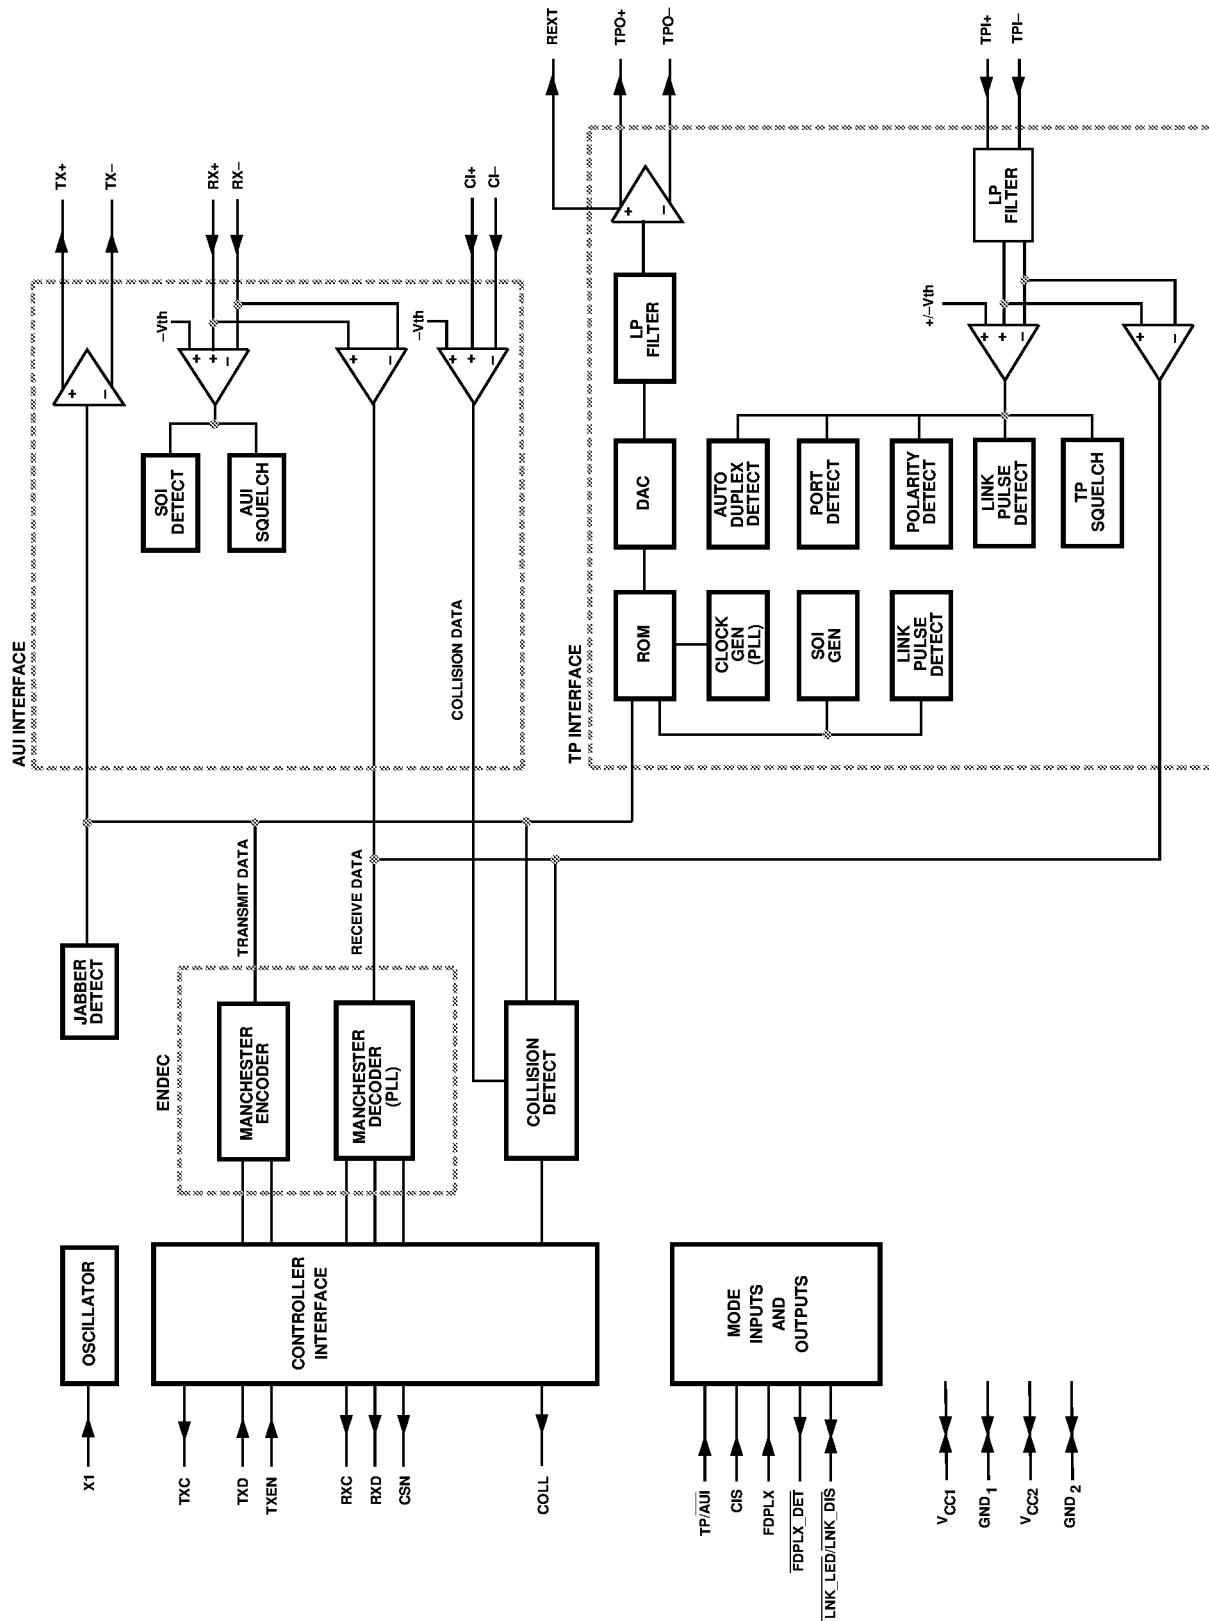 X1
OSCILLATOR
JABBER
DETECT
AUI INTERFACE
TX+
TX–
TXC
TXD
TXEN
RXC
RXD
CSN
COLL
CONTROLLER
INTERFACE
ENDEC
MANCHESTER
ENCODER
MANCHESTER
DECODER
(PLL)
COLLISION
DETECT
TRANSMIT DATA
RECEIVE DATA
COLLISION DATA
SOI
DETECT
AUI
SQUELCH
–Vth
+
–
+
+
–
RX+
RX–
+
–
–Vth
+
+
–
CI+
CI–
TP INTERFACE
ROM
DAC
LP
FILTER
+
–
REXT
TPO+
TPO–
CLOCK
GEN
(PLL)
SOI
GEN
LINK
PULSE
DETECT
AUTO
DUPLEX
DETECT
PORT
DETECT
POLARITY
DETECT
LINK
PULSE
DETECT
TP
SQUELCH
+/–Vth
+
+
–
+
–
LP
FILTER
TPI+
TPI–
TP/AUI
CIS
FDPLX
FDPLX_DET
LNK_LED/LNK_DIS
MODE
INPUTS
AND
OUTPUTS
VCC1
GND1
VCC2
GND2